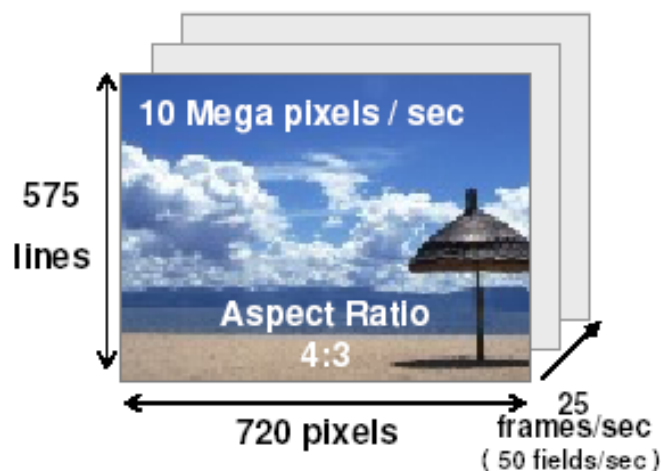 10 Mega pixels / sec
575
lines
Aspect Ratio
4:3
720 pixels
25
frames/sec
( 50 fields/sec )